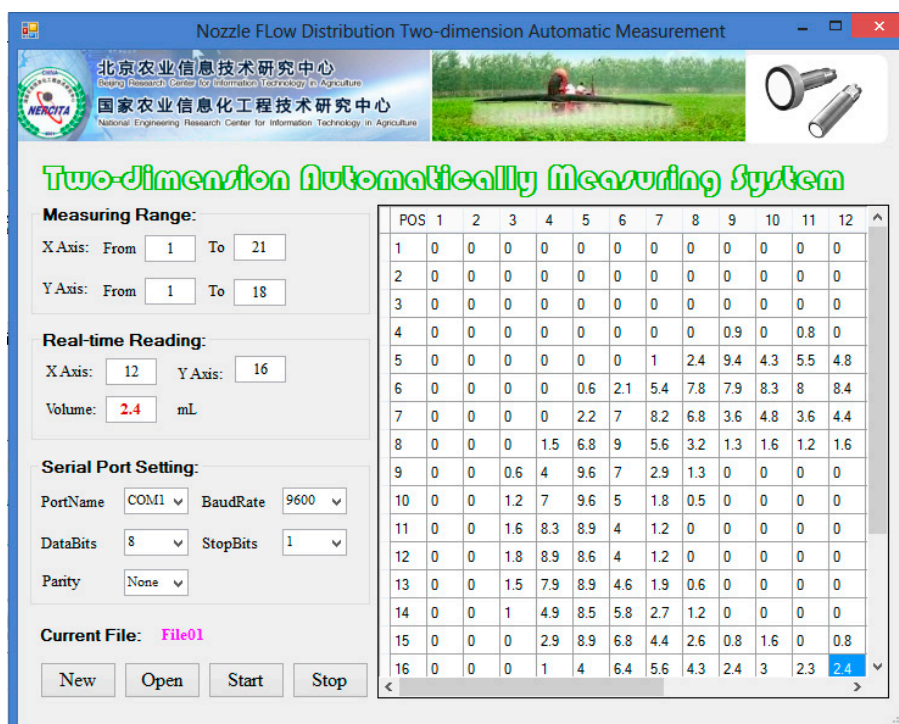 Nozzle FLow Distribution Two-dimension Automatic Measurement
北京农业信息技术研究中心
Beijing Research Center for Information Technology in Agriculture
国家农业信息化工程技术研究中心
National Engineering Research Center for Information Technology in Agriculture
CHINA
NERCITA
Two-dimension Automatically Measuring System
Measuring Range:
X Axis: From 1 To 21
Y Axis: From 1 To 18
Real-time Reading:
X Axis: 12 Y Axis: 16
Volume: 2.4 mL
Serial Port Setting:
PortName COM1 BaudRate 9600
DataBits 8 StopBits 1
Parity None
Current File: File01
New Open Start Stop
POS 1 2 3 4 5 6 7 8 9 10 11 12
1 0 0 0 0 0 0 0 0 0 0 0 0
2 0 0 0 0 0 0 0 0 0 0 0 0
3 0 0 0 0 0 0 0 0 0 0 0 0
4 0 0 0 0 0 0 0 0 0.9 0 0.8 0
5 0 0 0 0 0 0 1 2.4 9.4 4.3 5.5 4.8
6 0 0 0 0 0.6 2.1 5.4 7.8 7.9 8.3 8 8.4
7 0 0 0 0 2.2 7 8.2 6.8 3.6 4.8 3.6 4.4
8 0 0 0 1.5 6.8 9 5.6 3.2 1.3 1.6 1.2 1.6
9 0 0 0.6 4 9.6 7 2.9 1.3 0 0 0 0
10 0 0 1.2 7 9.6 5 1.8 0.5 0 0 0 0
11 0 0 1.6 8.3 8.9 4 1.2 0 0 0 0 0
12 0 0 1.8 8.9 8.6 4 1.2 0 0 0 0 0
13 0 0 1.5 7.9 8.9 4.6 1.9 0.6 0 0 0 0
14 0 0 1 4.9 8.5 5.8 2.7 1.2 0 0 0 0
15 0 0 0 2.9 8.9 6.8 4.4 2.6 0.8 1.6 0 0.8
16 0 0 0 1 4 6.4 5.6 4.3 2.4 3 2.3 2.4